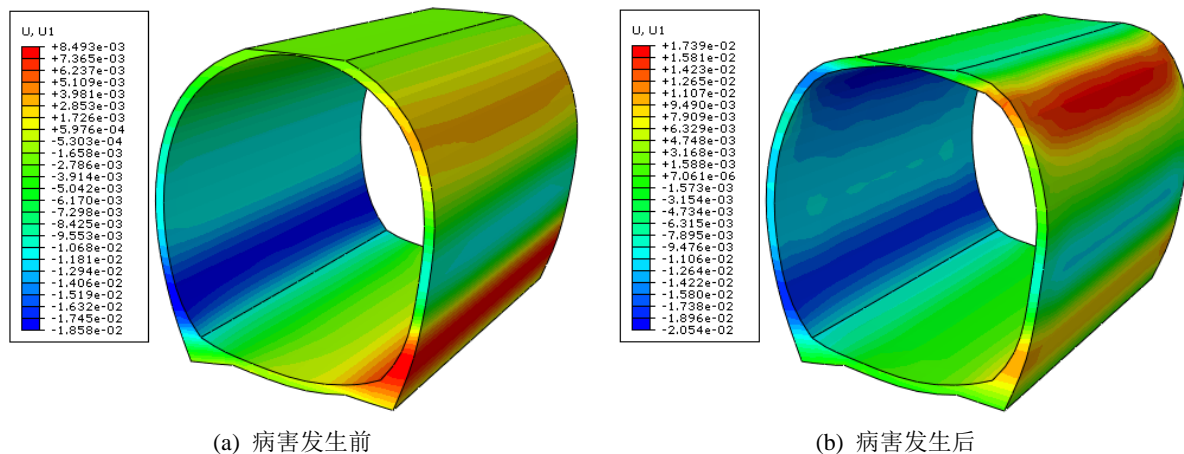 U, U1
+8.493e-03
+7.365e-03
+6.237e-03
+5.109e-03
+3.981e-03
+2.853e-03
+1.726e-03
+5.976e-04
-5.303e-04
-1.658e-03
-2.786e-03
-3.914e-03
-5.042e-03
-6.170e-03
-7.298e-03
-8.425e-03
-9.553e-03
-1.068e-02
-1.181e-02
-1.294e-02
-1.406e-02
-1.519e-02
-1.632e-02
-1.745e-02
-1.858e-02
(a) 病害发生前
U, U1
+1.739e-02
+1.581e-02
+1.423e-02
+1.265e-02
+1.107e-02
+9.490e-03
+7.909e-03
+6.329e-03
+4.748e-03
+3.168e-03
+1.588e-03
+7.061e-06
-1.573e-03
-3.154e-03
-4.734e-03
-6.315e-03
-7.895e-03
-9.476e-03
-1.106e-02
-1.264e-02
-1.422e-02
-1.580e-02
-1.738e-02
-1.896e-02
-2.054e-02
(b) 病害发生后